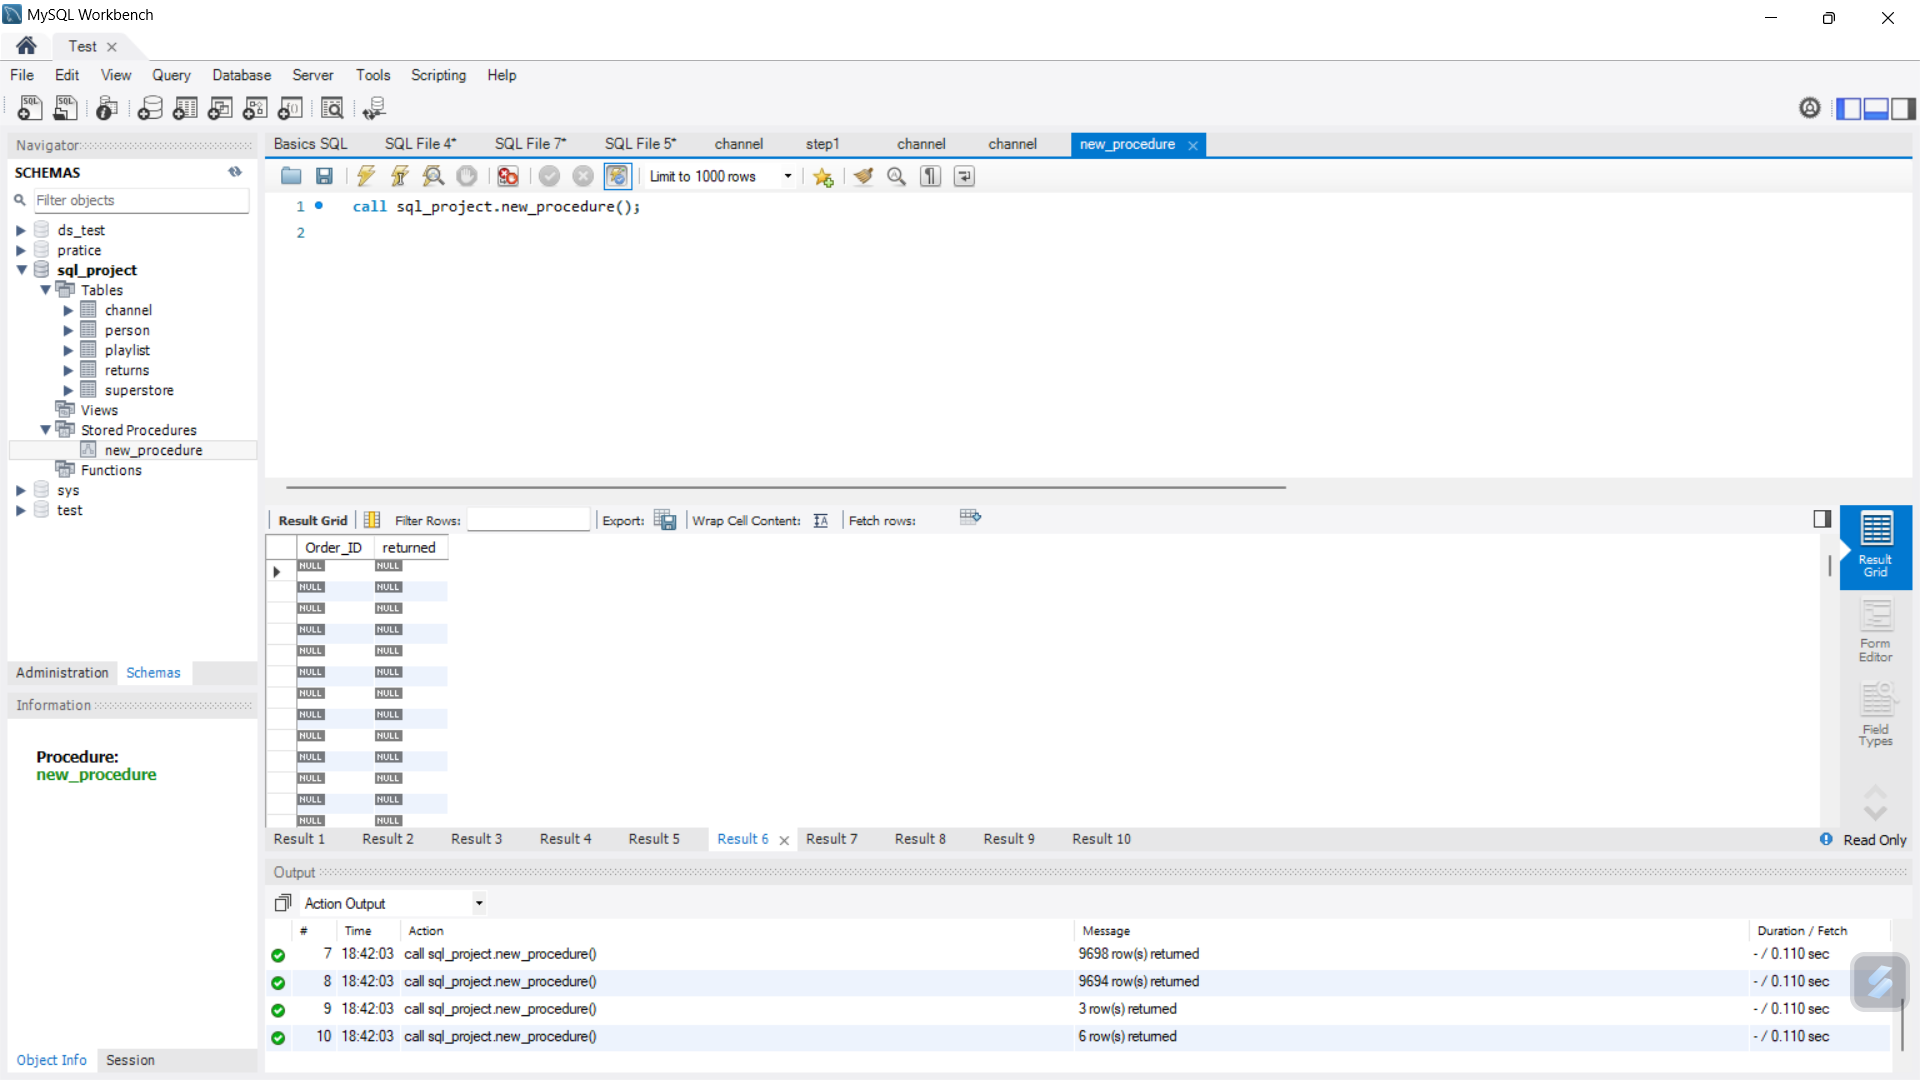 MySQL Workbench
Test
File Edit View Query Database Server Tools Scripting Help
Navigator
SCHEMAS
Filter objects
ds_test
pratice
sql_project
Tables
channel
person
playlist
returns
superstore
Views
Stored Procedures
new_procedure
Functions
sys
test
Administration Schemas
Information
Procedure:
new_procedure
Object Info Session
Basics SQL SQL File 4* SQL File 7* SQL File 5* channel step1 channel channel new_procedure
Limit to 1000 rows
1 call sql_project.new_procedure();
2
Result Grid Filter Rows: Export: Wrap Cell Content: Fetch rows:
Order_ID returned
NULL NULL
NULL NULL
NULL NULL
NULL NULL
NULL NULL
NULL NULL
NULL NULL
NULL NULL
NULL NULL
NULL NULL
NULL NULL
NULL NULL
NULL NULL
Result Grid
Form Editor
Field Types
Result 1 Result 2 Result 3 Result 4 Result 5 Result 6 Result 7 Result 8 Result 9 Result 10 Read Only
Output
Action Output
# Time Action Message Duration / Fetch
7 18:42:03 call sql_project.new_procedure() 9698 row(s) returned - / 0.110 sec
8 18:42:03 call sql_project.new_procedure() 9694 row(s) returned - / 0.110 sec
9 18:42:03 call sql_project.new_procedure() 3 row(s) returned - / 0.110 sec
10 18:42:03 call sql_project.new_procedure() 6 row(s) returned - / 0.110 sec